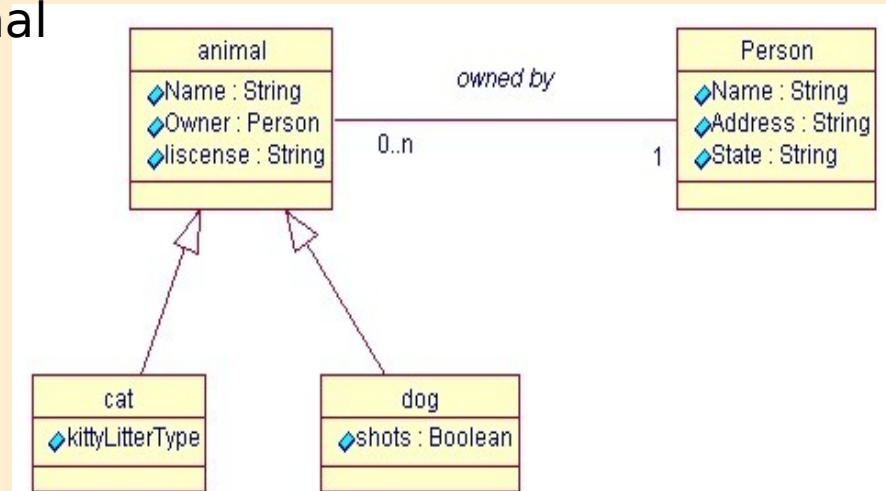 nal
animal
Name : String
Owner : Person
liscense : String
owned by
0..n
1
Person
Name : String
Address : String
State : String
cat
kittyLitterType
dog
shots : Boolean